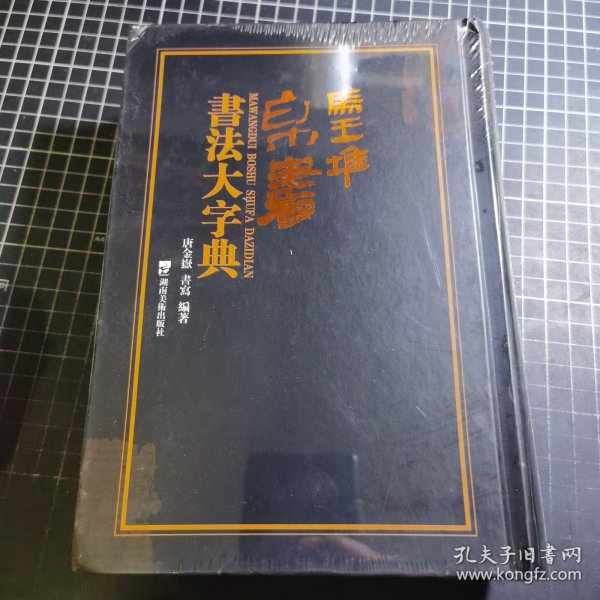 馬王堆
帛書
MAWANGDUI BOSHU SHUFA DAZIDIAN
書法大字典
唐金嶽 書寫 編著
湖南美術出版社
孔夫子旧书网
www.kongfz.com